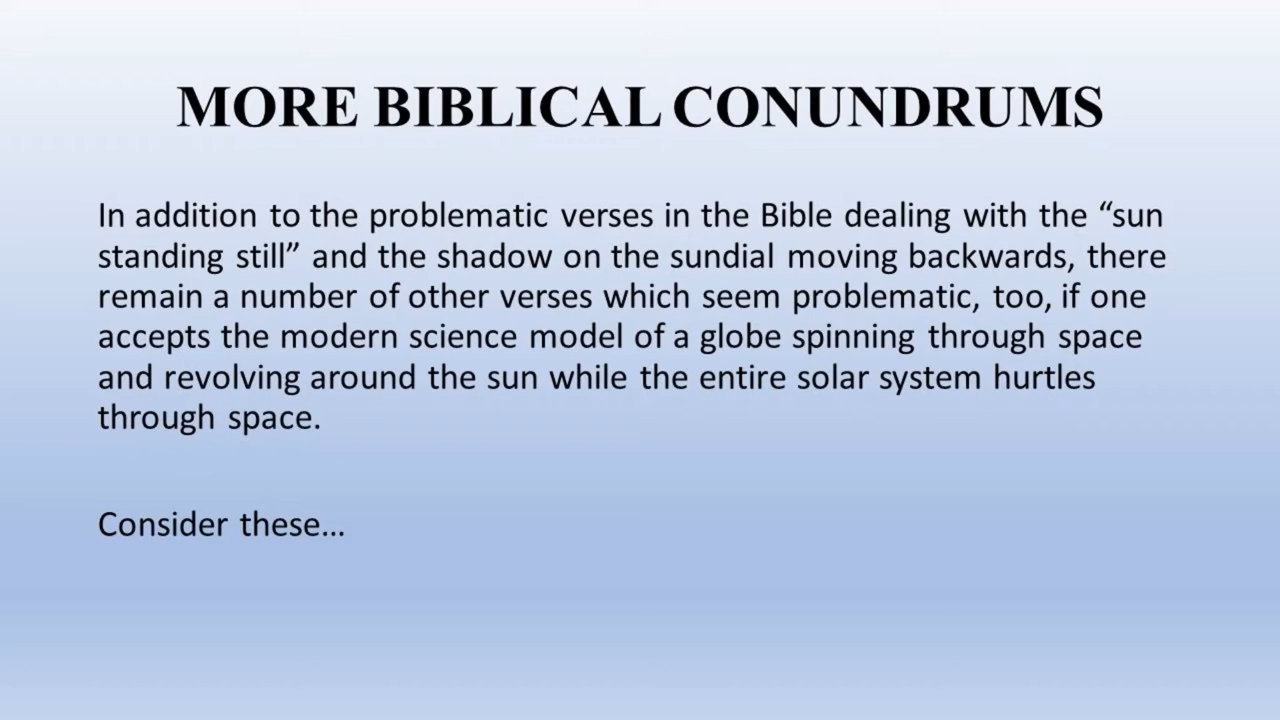 MORE BIBLICAL CONUNDRUMS
In addition to the problematic verses in the Bible dealing with the “sun
standing still” and the shadow on the sundial moving backwards, there
remain a number of other verses which seem problematic, too, if one
accepts the modern science model of a globe spinning through space
and revolving around the sun while the entire solar system hurtles
through space.
Consider these…